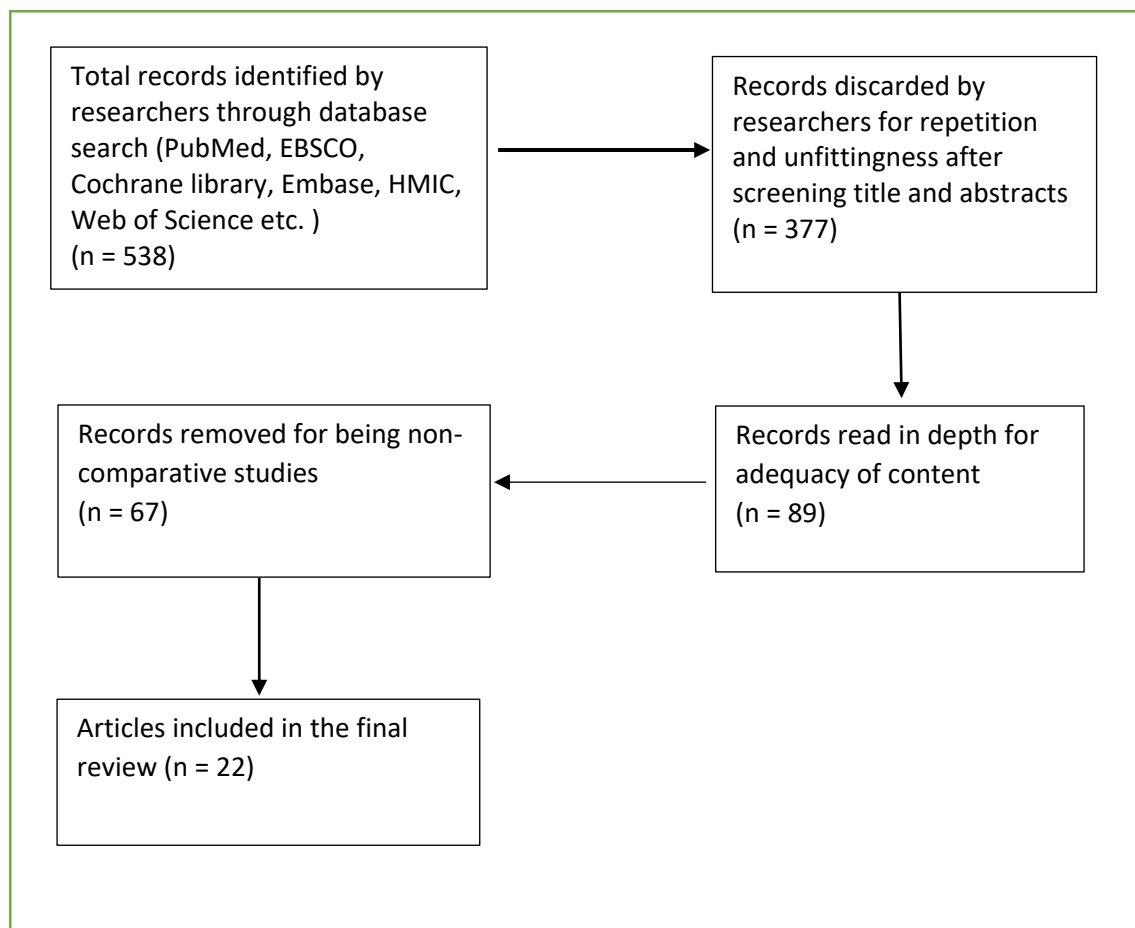 Total records identified by
researchers through database
search (PubMed, EBSCO,
Cochrane library, Embase, HMIC,
Web of Science etc. )
(n = 538)
Records discarded by
researchers for repetition
and unfittingness after
screening title and abstracts
(n = 377)
Records read in depth for
adequacy of content
(n = 89)
Records removed for being non-
comparative studies
(n = 67)
Articles included in the final
review (n = 22)